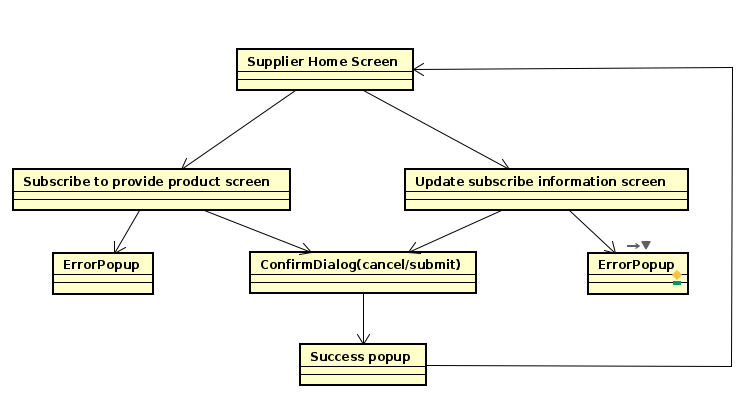 Supplier Home Screen
Subscribe to provide product screen
Update subscribe information screen
ErrorPopup
ConfirmDialog(cancel/submit)
ErrorPopup
Success popup